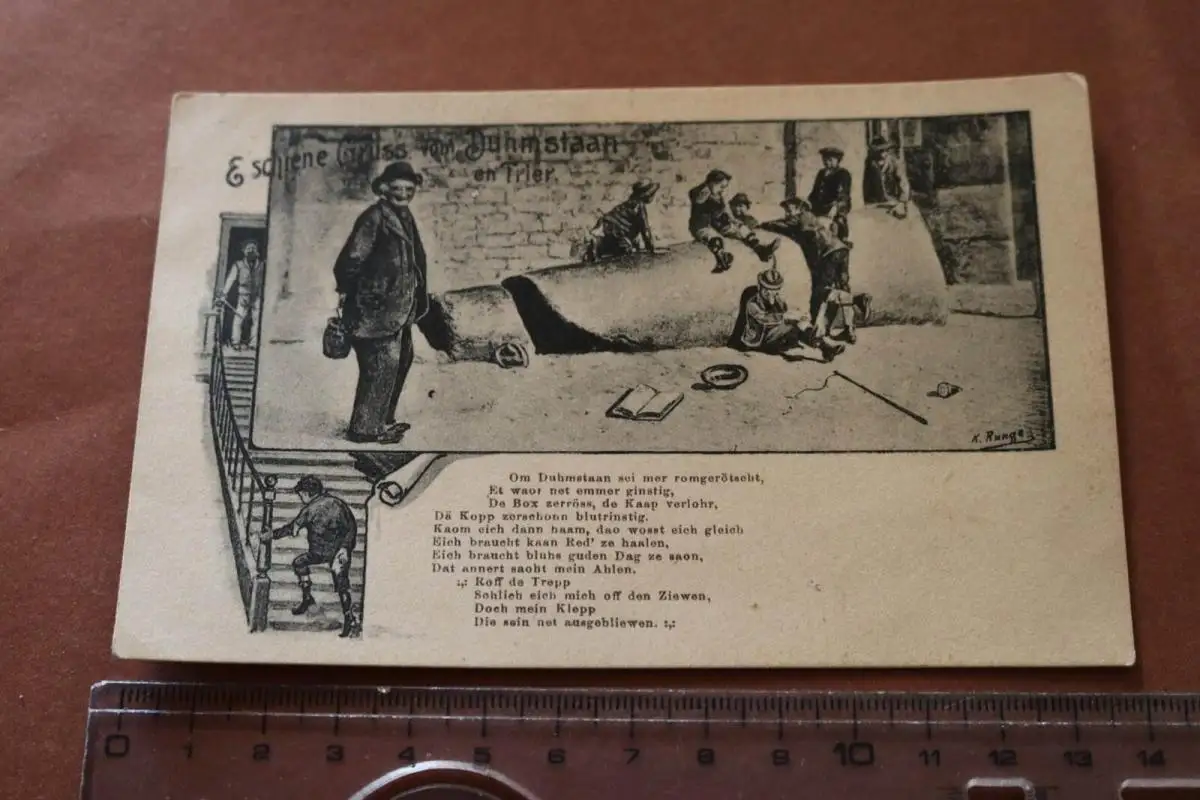 E schiene Gruss vom Duhmstaan
en Trier.
K. Runge
Om Duhmstaan sei mer romgerötscht,
Et waor net emmer ginstig,
De Box zerröss, de Kaap verlohr,
Dä Kopp zerschonn blutrinstig.
Kaom eich dann haam, dao wosst eich gleich
Eich braucht kaan Red' ze haalen,
Eich braucht bluhs guden Dag ze saon,
Dat annert saoht mein Ahlen.
:,: Roff de Trepp
Schlich eich mich off den Ziewen,
Doch mein Klepp
Die sein net ausgebliewen. :,:
0 1 2 3 4 5 6 7 8 9 10 11 12 13 14